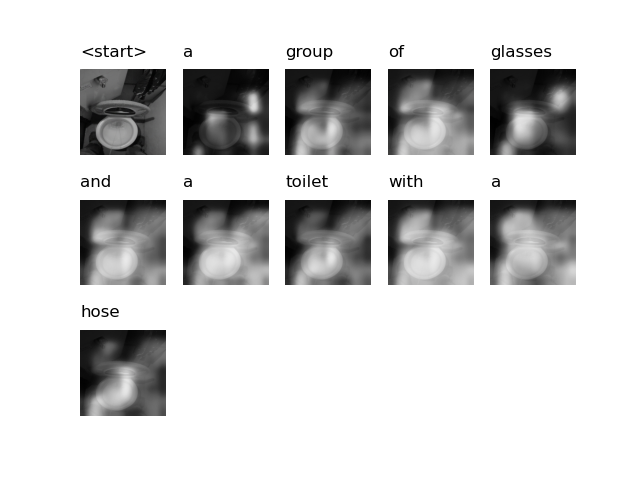 <start> a group of glasses
and a toilet with a
hose